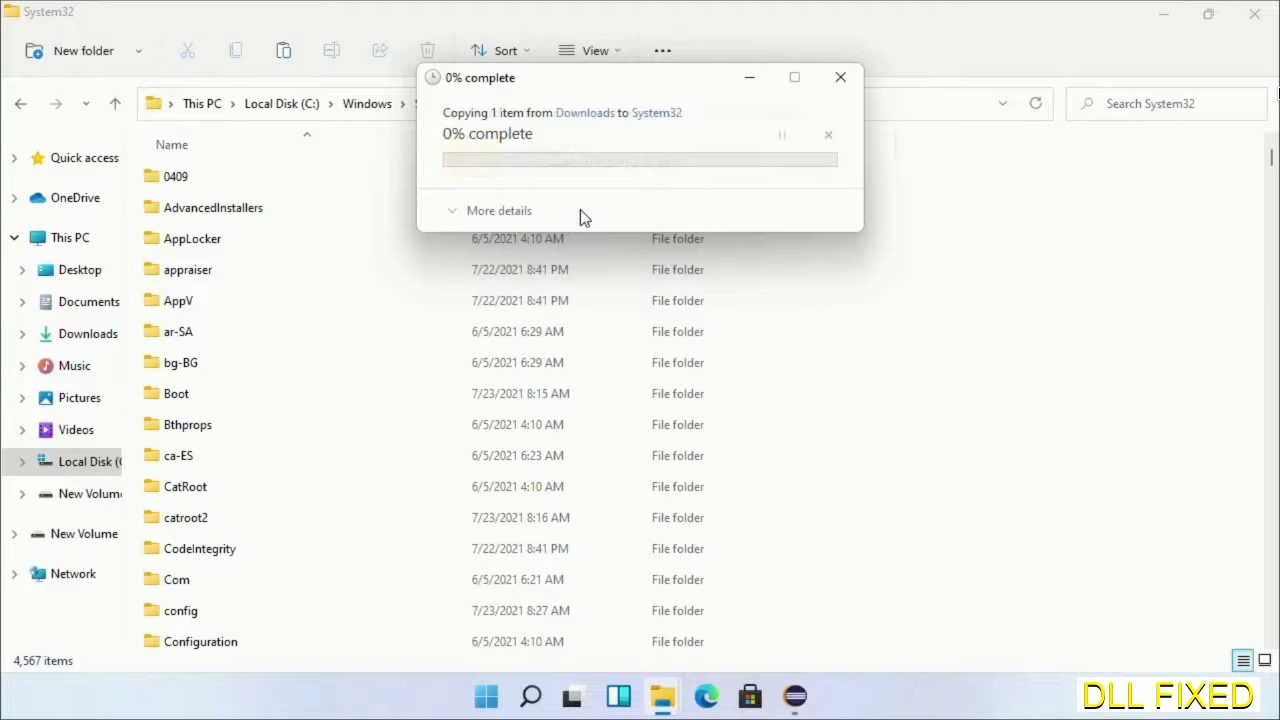 System32
New folder
Sort
View
0% complete
Copying 1 item from Downloads to System32
0% complete
More details
This PC
Local Disk (C:)
Windows
Search System32
Name
Quick access
OneDrive
This PC
Desktop
Documents
Downloads
Music
Pictures
Videos
Local Disk (C
New Volum
New Volume
Network
0409
AdvancedInstallers
AppLocker 6/5/2021 4:10 AM File folder
appraiser 7/22/2021 8:41 PM File folder
AppV 7/22/2021 8:41 PM File folder
ar-SA 6/5/2021 6:29 AM File folder
bg-BG 6/5/2021 6:29 AM File folder
Boot 7/23/2021 8:15 AM File folder
Bthprops 6/5/2021 4:10 AM File folder
ca-ES 6/5/2021 6:23 AM File folder
CatRoot 6/5/2021 4:10 AM File folder
catroot2 7/23/2021 8:16 AM File folder
CodeIntegrity 7/22/2021 8:41 PM File folder
Com 6/5/2021 6:21 AM File folder
config 7/23/2021 8:27 AM File folder
Configuration 6/5/2021 4:10 AM File folder
4,567 items
DLL FIXED